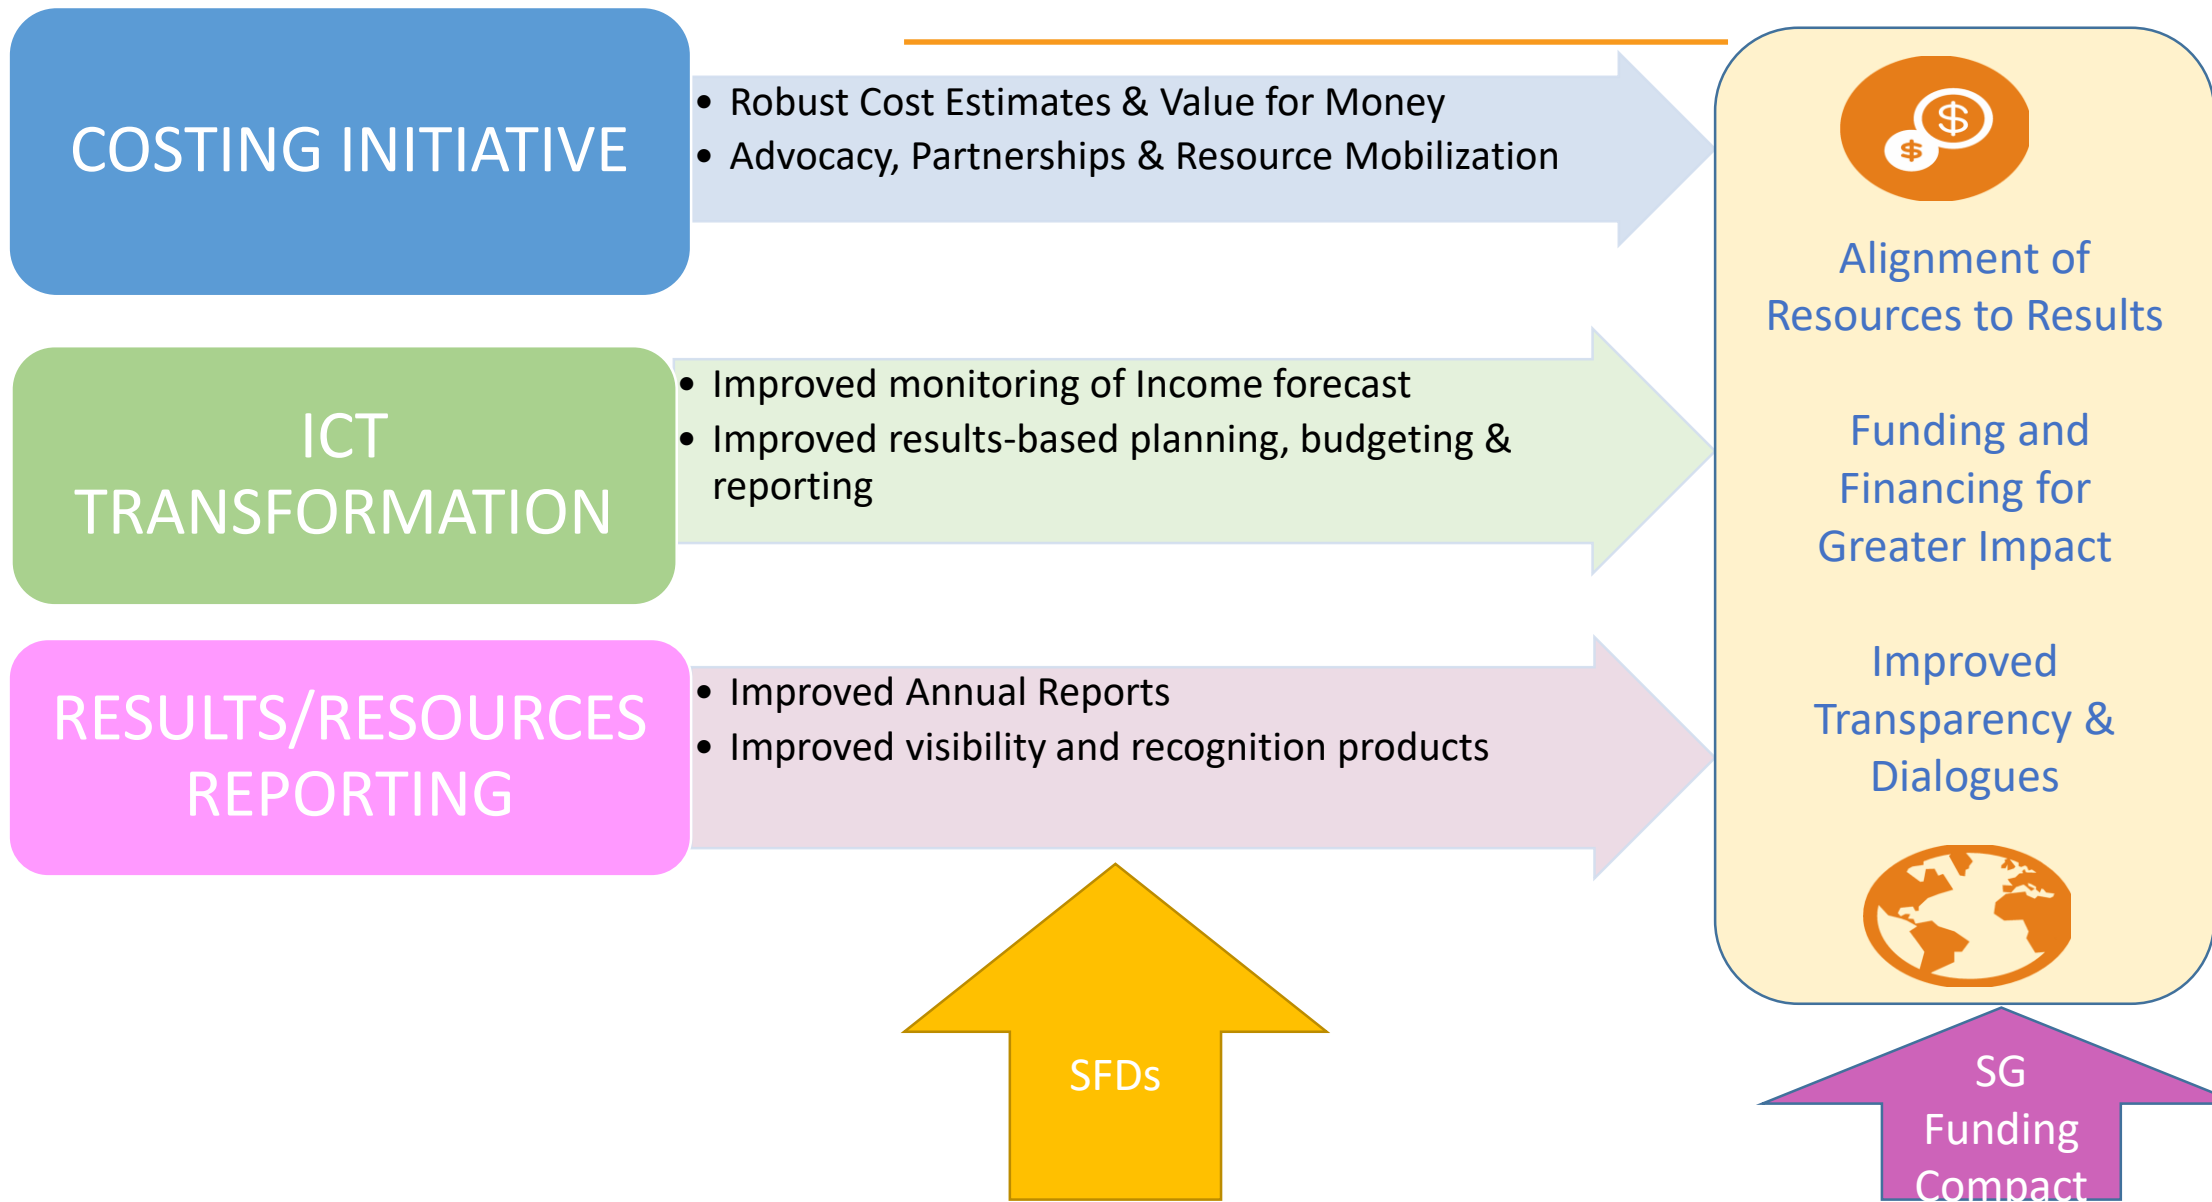 COSTING INITIATIVE
• Robust Cost Estimates & Value for Money
• Advocacy, Partnerships & Resource Mobilization
ICT
TRANSFORMATION
• Improved monitoring of Income forecast
• Improved results-based planning, budgeting &
reporting
RESULTS/RESOURCES
REPORTING
• Improved Annual Reports
• Improved visibility and recognition products
$
$
Alignment of
Resources to Results
Funding and
Financing for
Greater Impact
Improved
Transparency &
Dialogues
SFDs
SG
Funding
Compact